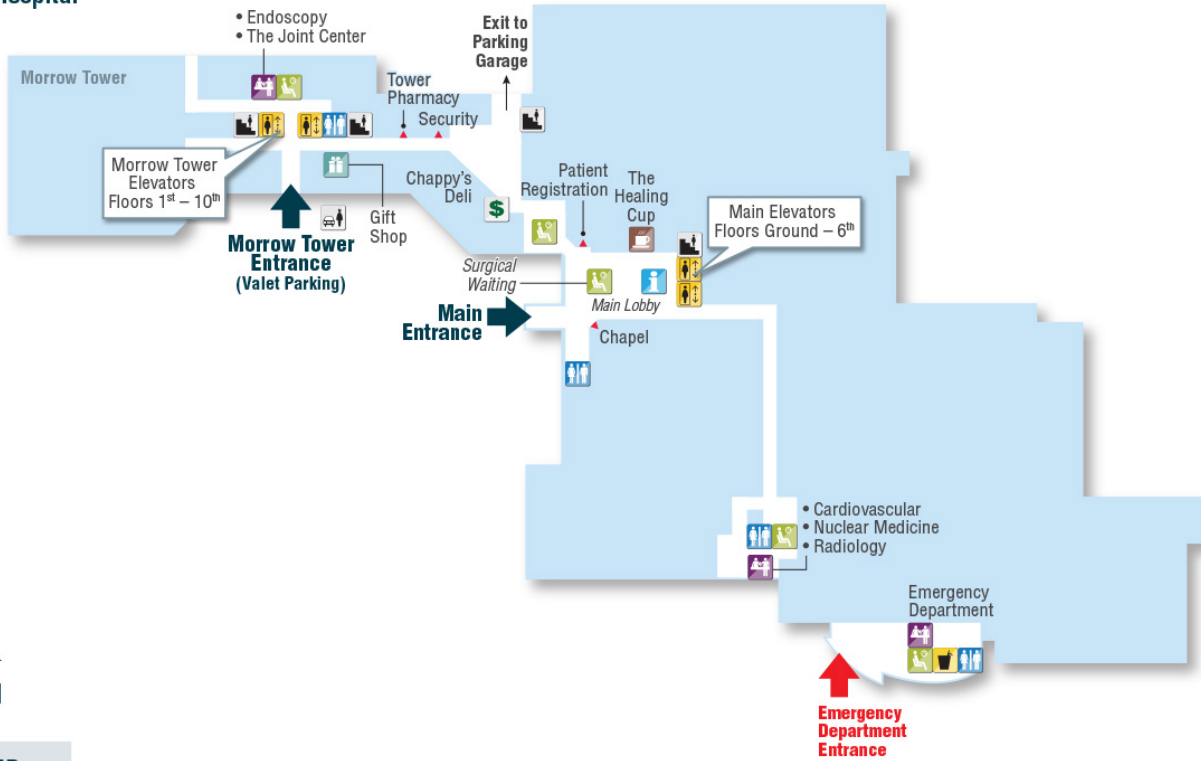 • Endoscopy
• The Joint Center
Exit to
Parking
Garage
Morrow Tower
Tower
Pharmacy
Security
Morrow Tower
Elevators
Floors 1st – 10th
Chappy's
Deli
$
Patient
Registration
The
Healing
Cup
Main Elevators
Floors Ground – 6th
Gift
Shop
Morrow Tower
Entrance
(Valet Parking)
Surgical
Waiting
Main Lobby
Main
Entrance
Chapel
• Cardiovascular
• Nuclear Medicine
• Radiology
Emergency
Department
Emergency
Department
Entrance